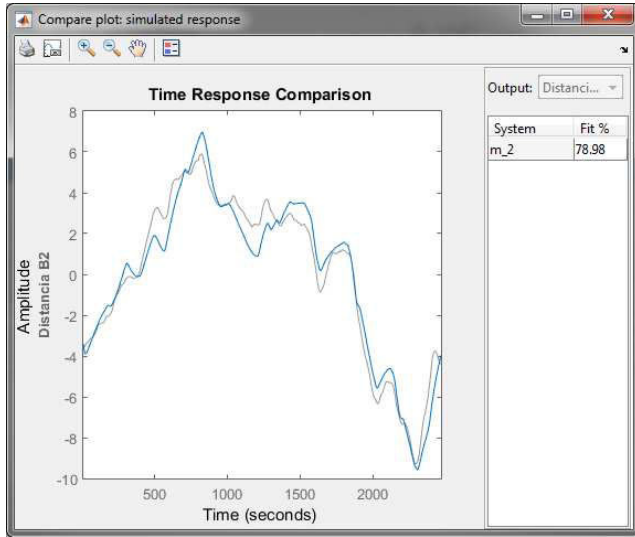 Compare plot: simulated response
Time Response Comparison
Output: Distanci...
System Fit %
m_2 78.98
Amplitude
Distancia B2
8
6
4
2
0
-2
-4
-6
-8
-10
500 1000 1500 2000
Time (seconds)